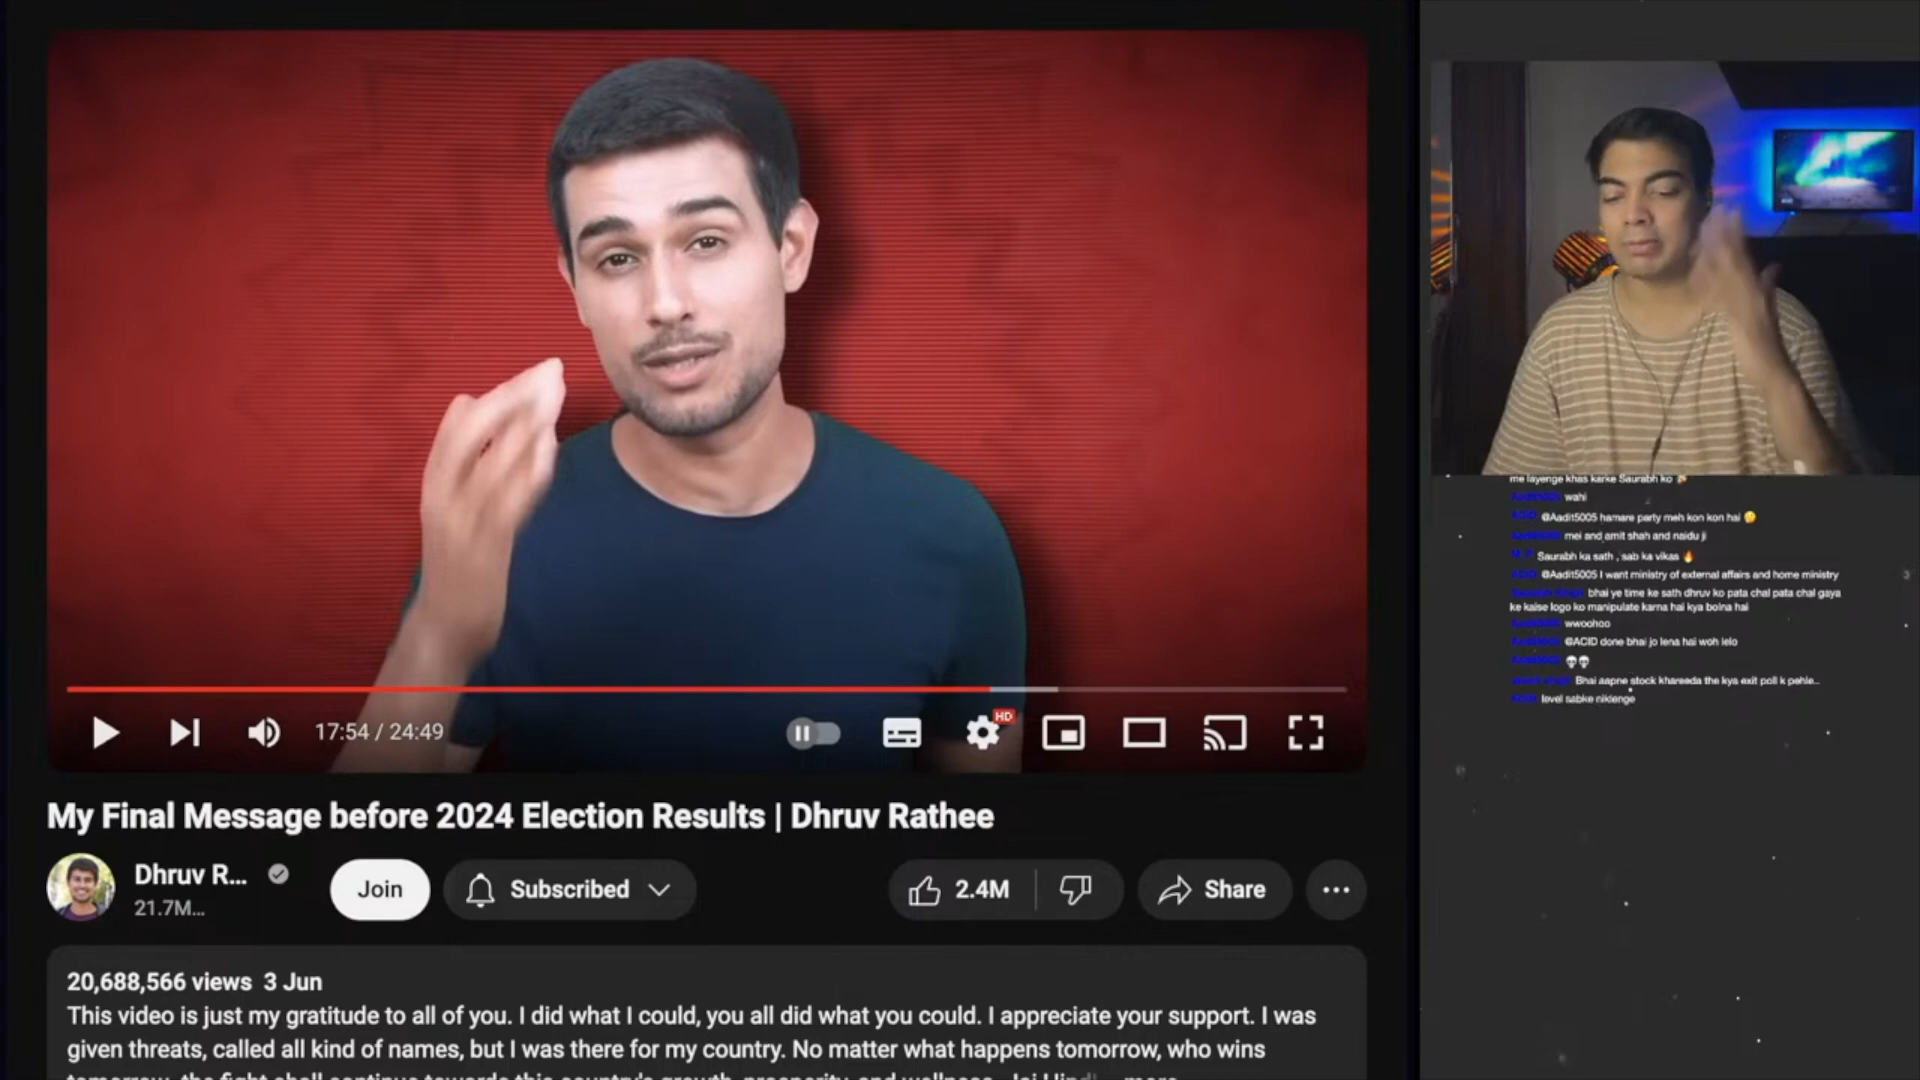 17:54 / 24:49
HD
My Final Message before 2024 Election Results | Dhruv Rathee
Dhruv R...
21.7M...
Join
Subscribed
2.4M
Share
20,688,566 views 3 Jun
This video is just my gratitude to all of you. I did what I could, you all did what you could. I appreciate your support. I was
given threats, called all kind of names, but I was there for my country. No matter what happens tomorrow, who wins
me layenge khas karke Saurabh ko
wahi
@Aadit5005 hamare party meh kon kon hai 🤔
mei and amit shah and naidu ji
Saurabh ka sath , sab ka vikas 🔥
@Aadit5005 I want ministry of external affairs and home ministry
bhai ye time ke sath dhruv ko pata chal pata chal gaya
ke kaise logo ko manipulate karna hai kya bolna hai
wwoohoo
@ACID done bhai jo lena hai woh lelo
💀💀
Bhai aapne stock khareeda the kya exit poll k pehle...
level sabke niklenge